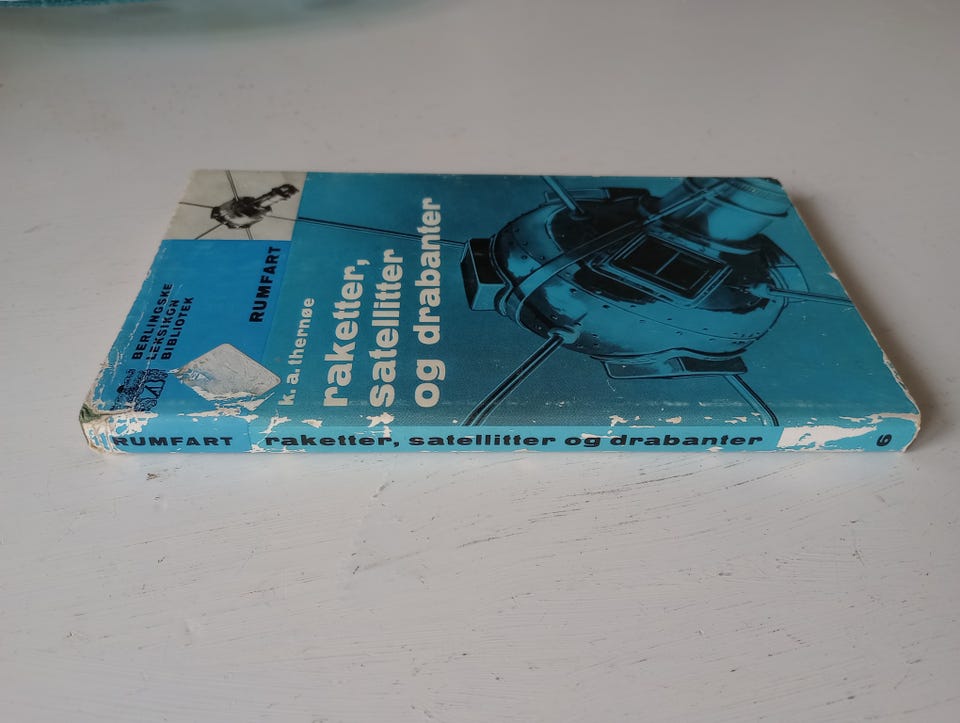 BERLINGSKE
LEKSIKON
BIBLIOTEK
RUMFART
k. a. thernøe
raketter,
satellitter
og drabanter
RUMFART raketter, satellitter og drabanter 6